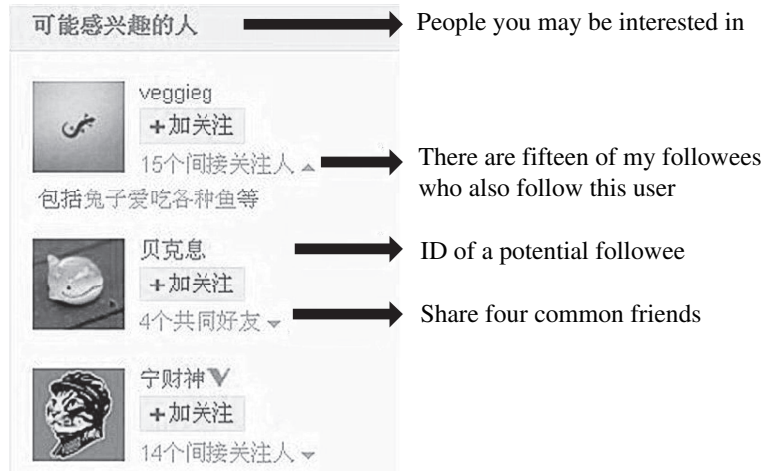 可能感兴趣的人
People you may be interested in
veggieg
+加关注
15个间接关注人
There are fifteen of my followees
who also follow this user
包括兔子爱吃各种鱼等
贝克息
ID of a potential followee
+加关注
4个共同好友
Share four common friends
宁财神V
+加关注
14个间接关注人